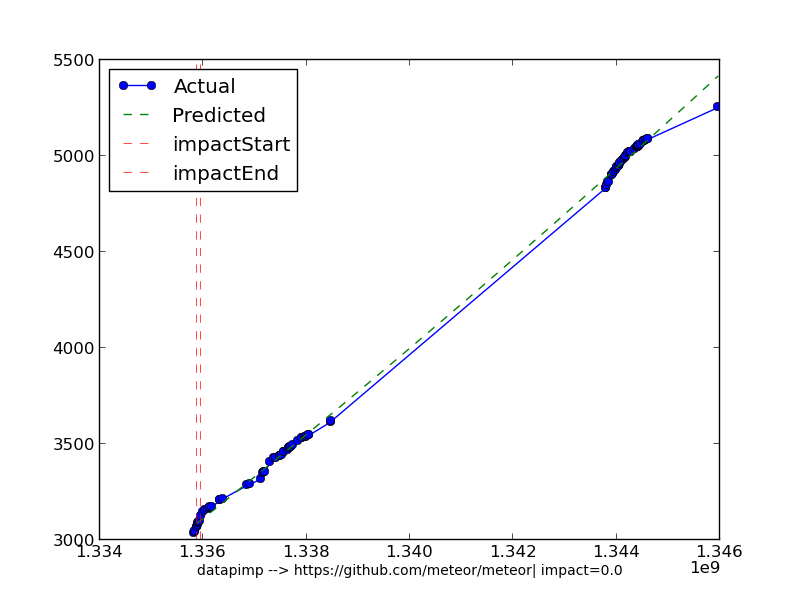 5500
5000
4500
4000
3500
3000
Actual
Predicted
impactStart
impactEnd
1.334 1.336 1.338 1.340 1.342 1.344 1.346
1e9
datapimp --> https://github.com/meteor/meteor| impact=0.0